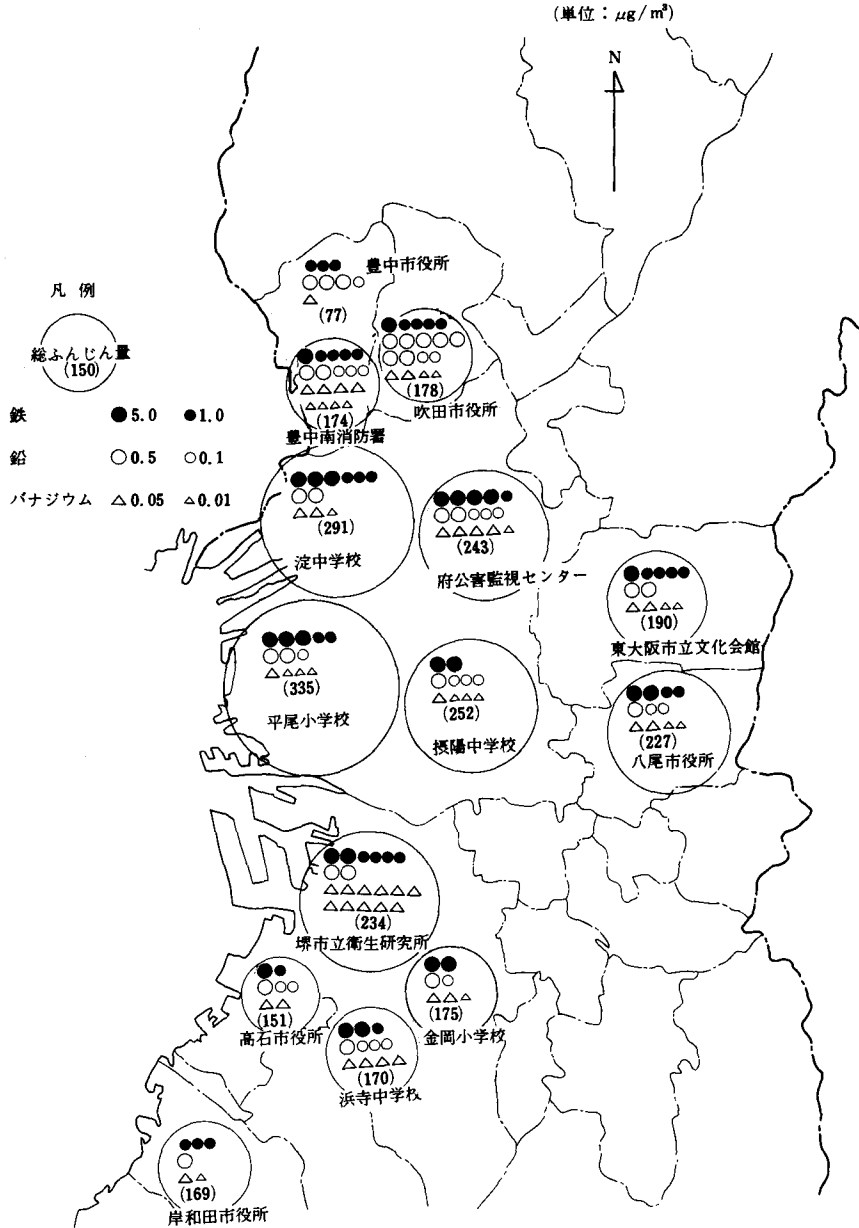 (単位：μg/m³)
N
豊中市役所
(77)
凡 例
総ふんじん量
(150)
鉄 5.0 1.0
鉛 0.5 0.1
バナジウム 0.05 0.01
(178)
吹田市役所
(174)
豊中南消防署
(291)
淀中学校
(243)
府公害監視センター
(190)
東大阪市立文化会館
(335)
平尾小学校
(252)
摂陽中学校
(227)
八尾市役所
(234)
堺市立衛生研究所
(151)
高石市役所
(175)
金岡小学校
(170)
浜寺中学校
(169)
岸和田市役所